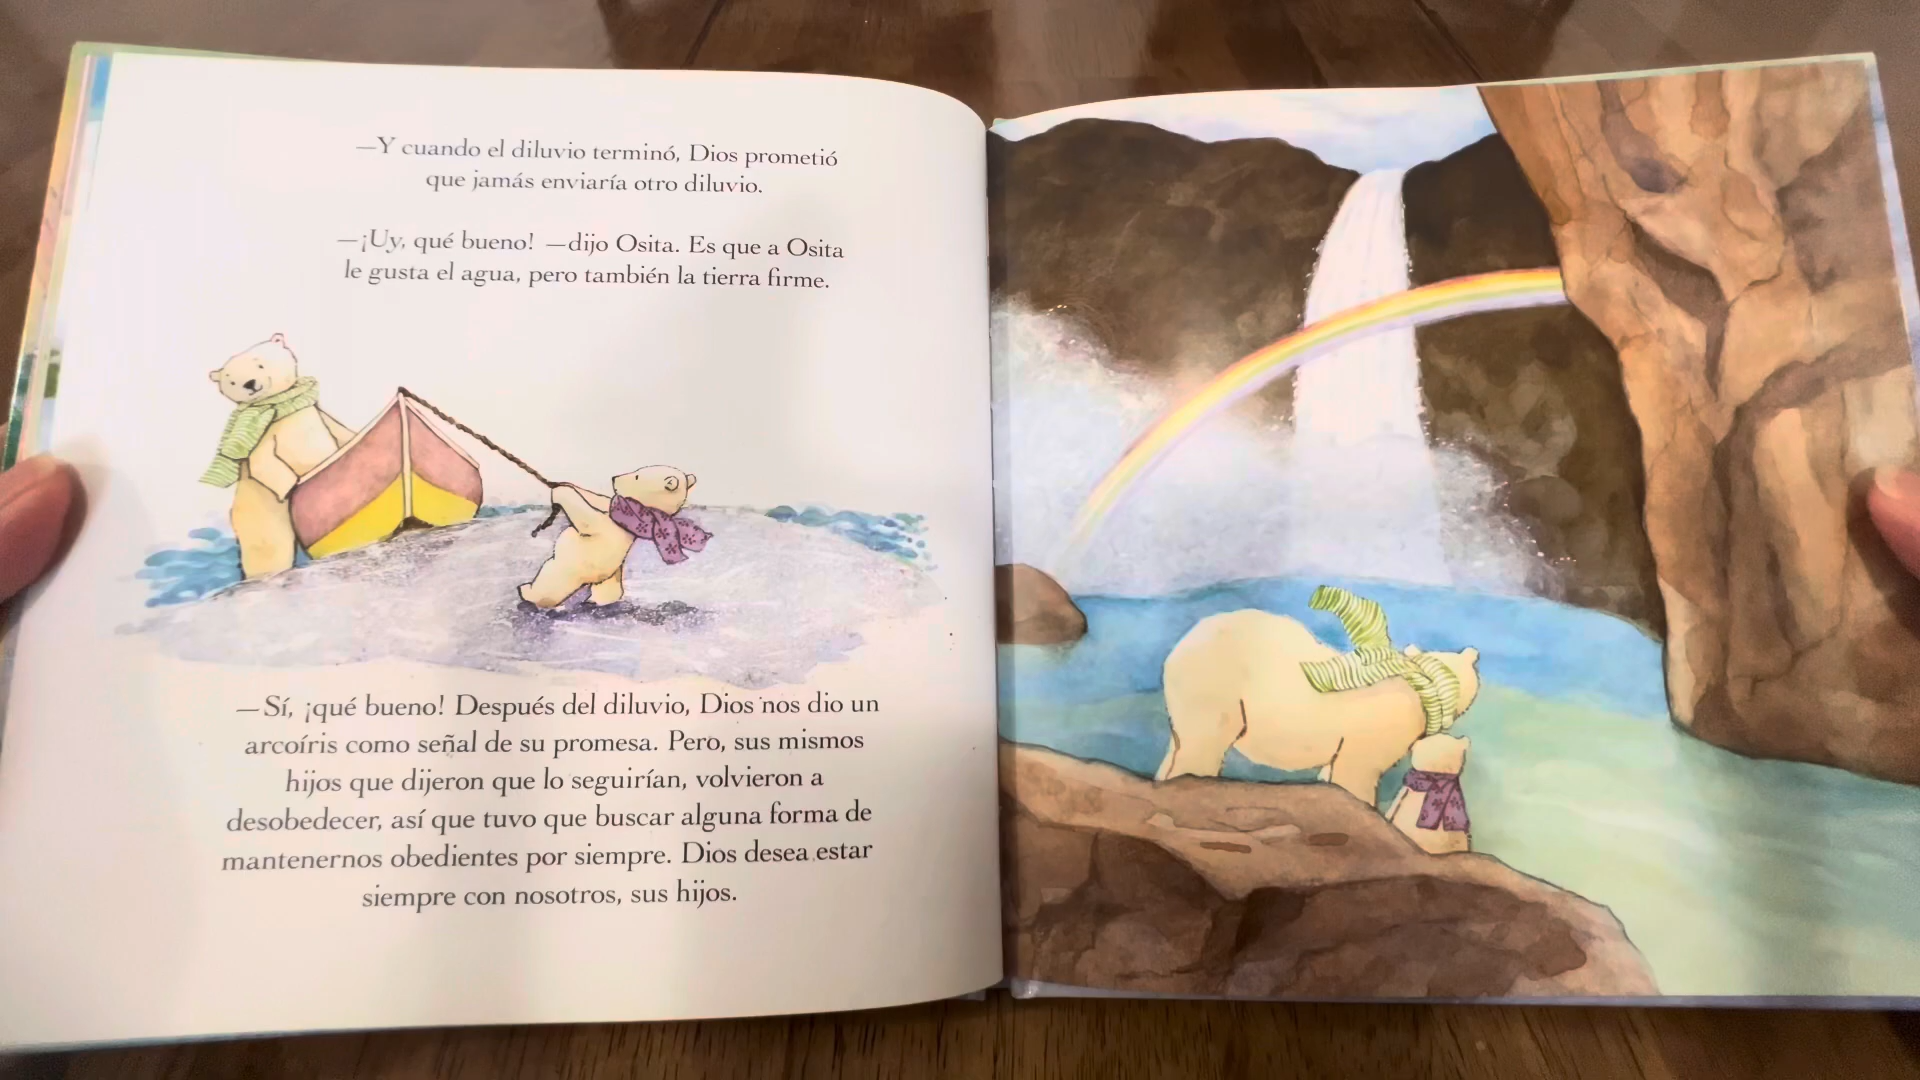 —Y cuando el diluvio terminó, Dios prometió
que jamás enviaría otro diluvio.
—¡Uy, qué bueno! —dijo Osita. Es que a Osita
le gusta el agua, pero también la tierra firme.
—Sí, ¡qué bueno! Después del diluvio, Dios nos dio un
arcoíris como señal de su promesa. Pero, sus mismos
hijos que dijeron que lo seguirían, volvieron a
desobedecer, así que tuvo que buscar alguna forma de
mantenernos obedientes por siempre. Dios desea estar
siempre con nosotros, sus hijos.